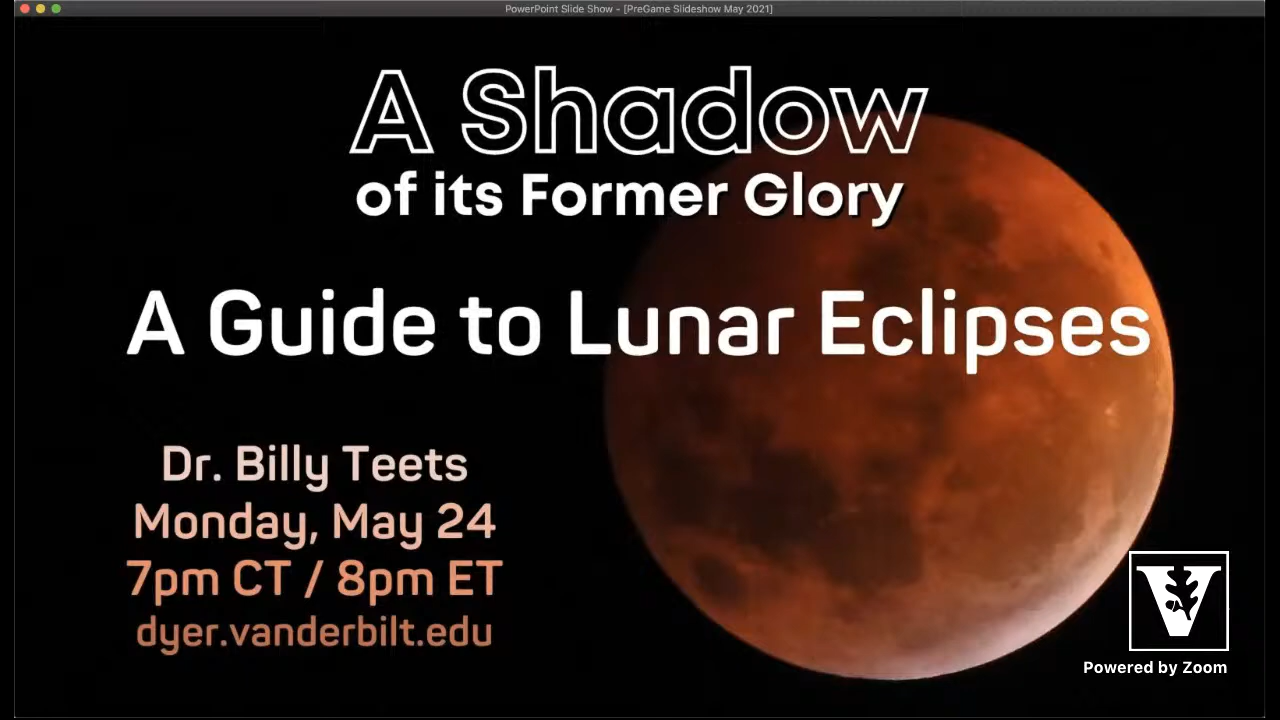 PowerPoint Slide Show - [PreGame Slideshow May 2021]
A Shadow
of its Former Glory
A Guide to Lunar Eclipses
Dr. Billy Teets
Monday, May 24
7pm CT / 8pm ET
dyer.vanderbilt.edu
V
Powered by Zoom